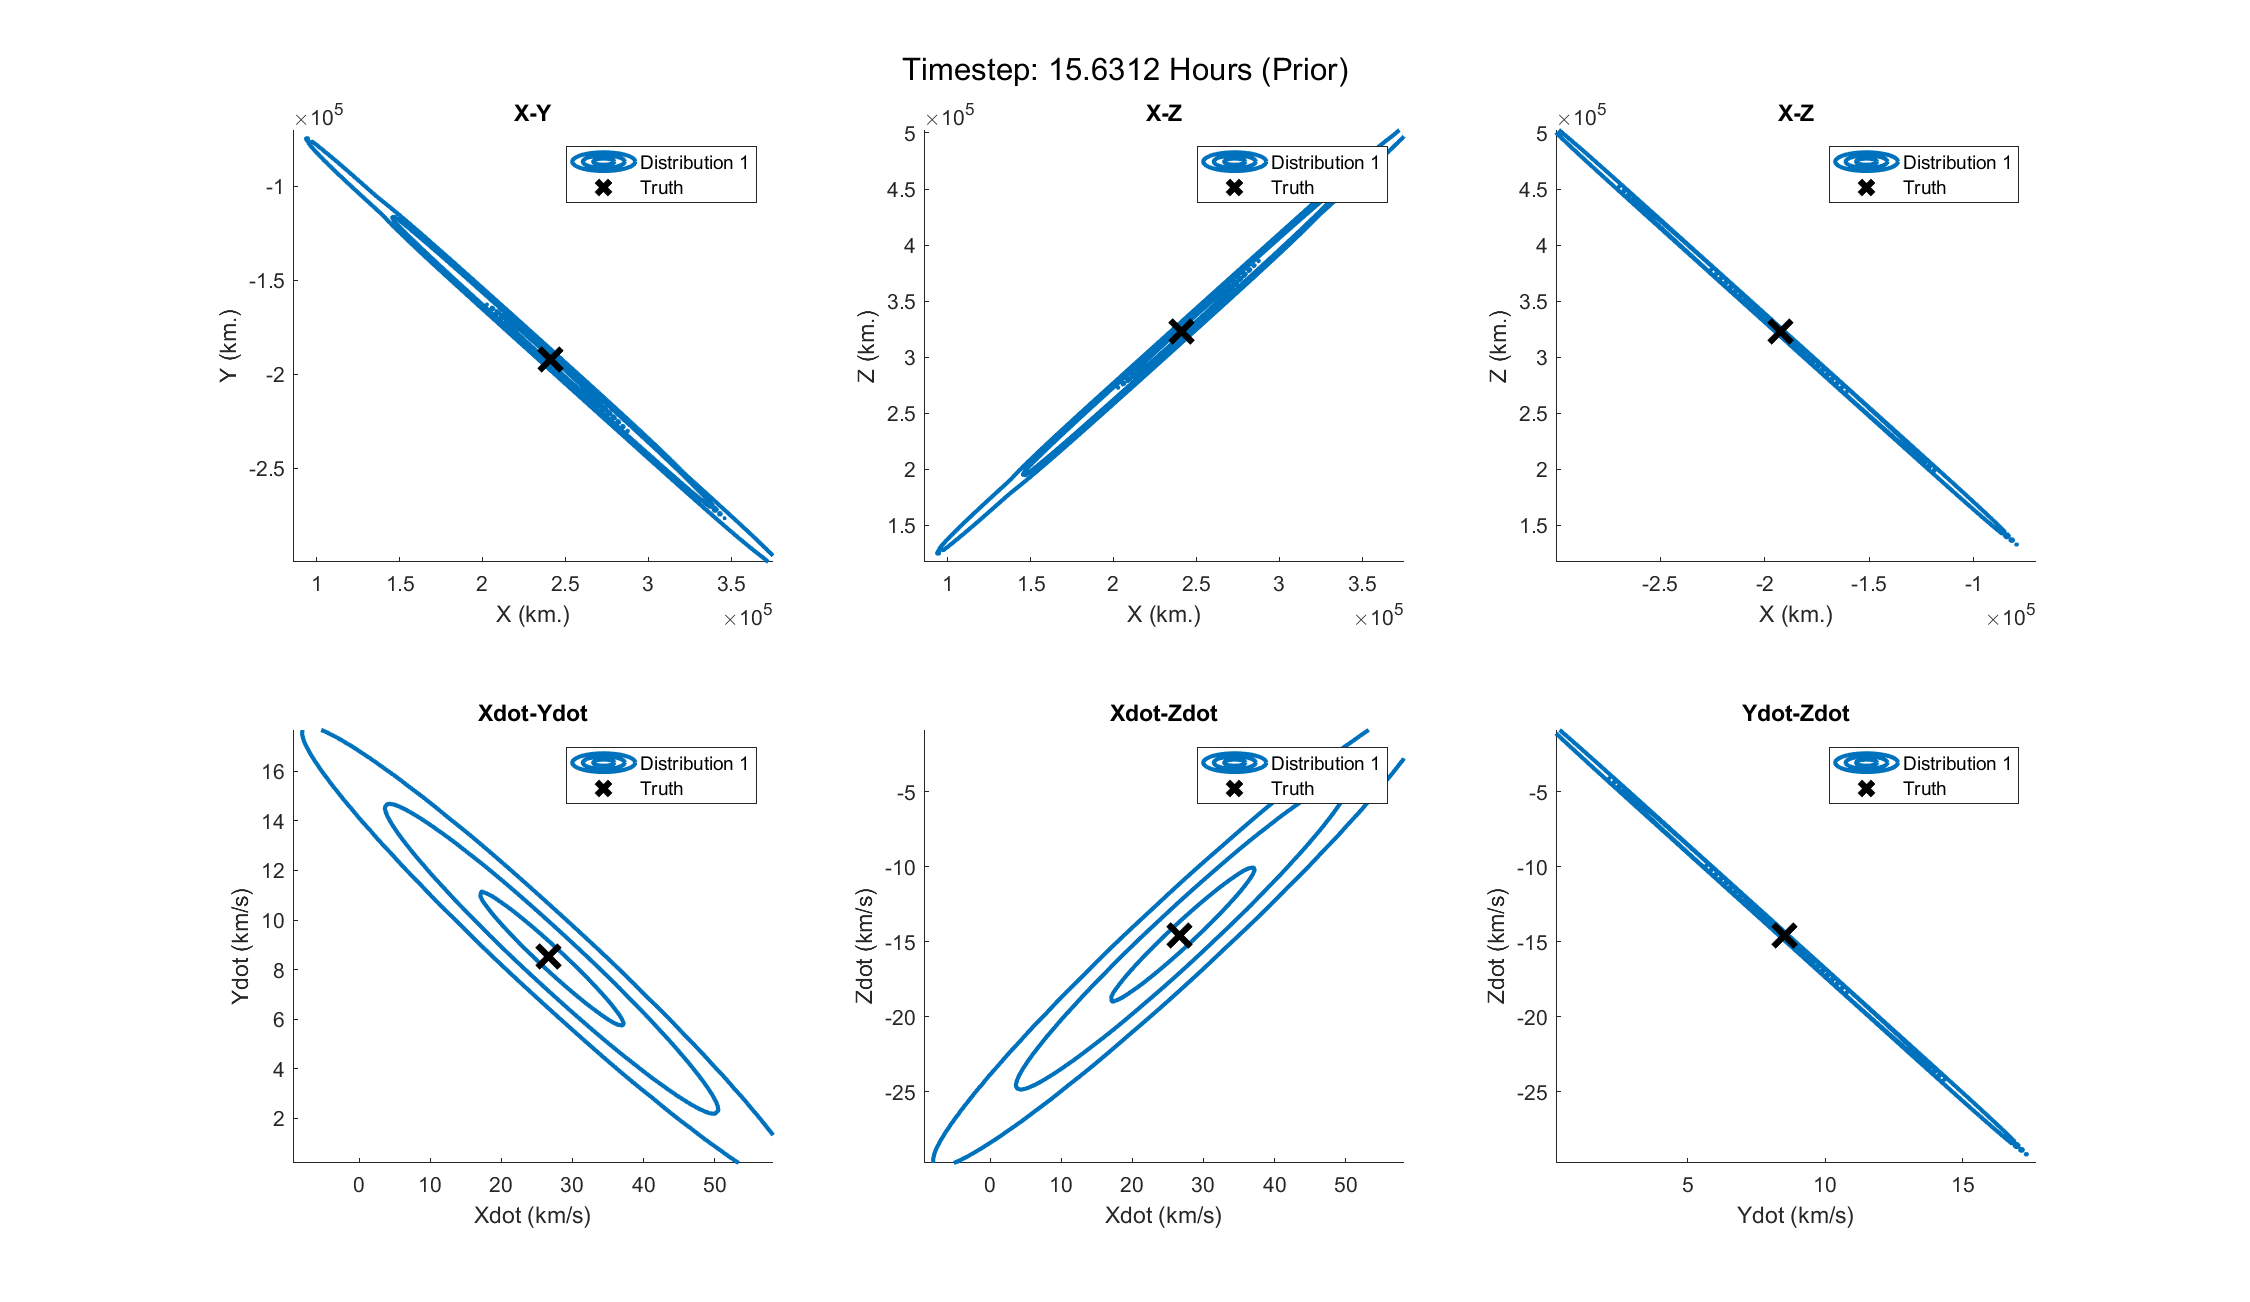 Timestep: 15.6312 Hours (Prior)
X-Y
×10^5
Distribution 1
Truth
-1
-1.5
-2
-2.5
Y (km.)
1 1.5 2 2.5 3 3.5
X (km.)
×10^5
X-Z
×10^5
Distribution 1
Truth
5
4.5
4
3.5
3
2.5
2
1.5
Z (km.)
1 1.5 2 2.5 3 3.5
X (km.)
×10^5
X-Z
×10^5
Distribution 1
Truth
5
4.5
4
3.5
3
2.5
2
1.5
Z (km.)
-2.5 -2 -1.5 -1
X (km.)
×10^5
Xdot-Ydot
Distribution 1
Truth
16
14
12
10
8
6
4
2
Ydot (km/s)
0 10 20 30 40 50
Xdot (km/s)
Xdot-Zdot
Distribution 1
Truth
-5
-10
-15
-20
-25
Zdot (km/s)
0 10 20 30 40 50
Xdot (km/s)
Ydot-Zdot
Distribution 1
Truth
-5
-10
-15
-20
-25
Zdot (km/s)
5 10 15
Ydot (km/s)